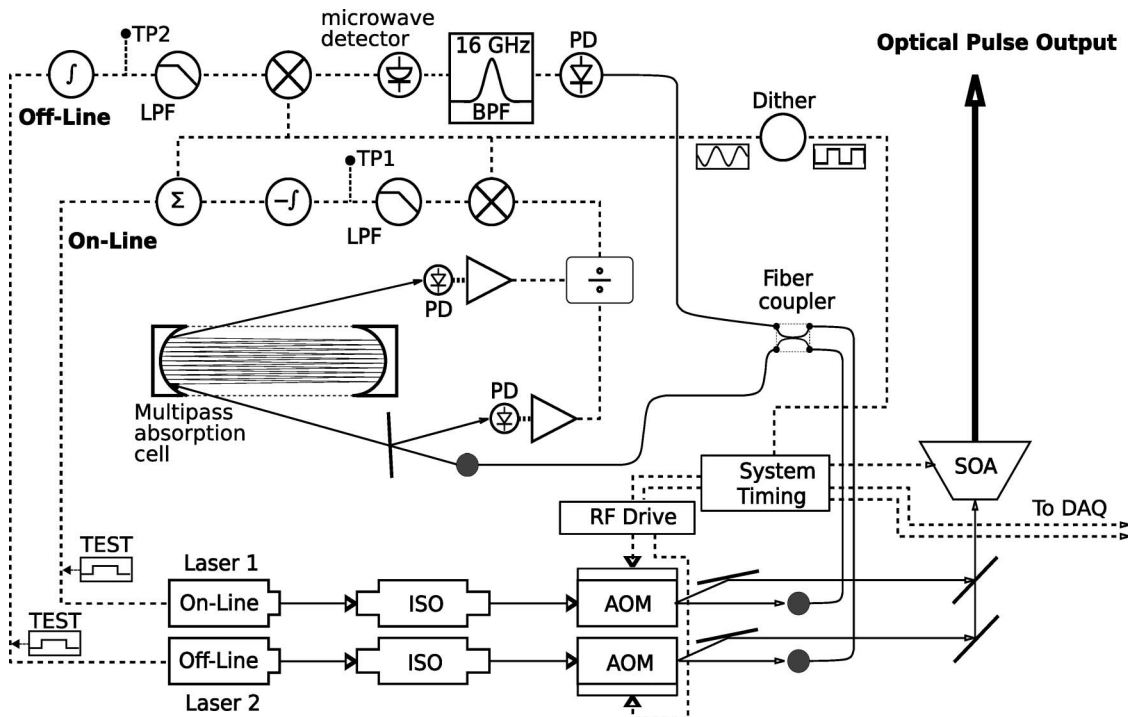 microwave
detector
TP2
16 GHz
PD
Optical Pulse Output
∫
LPF
BPF
Off-Line
Dither
TP1
Σ
−∫
On-Line
LPF
÷
Fiber
coupler
PD
PD
Multipass
absorption
cell
SOA
System
Timing
To DAQ
RF Drive
TEST
Laser 1
On-Line
ISO
AOM
TEST
Off-Line
ISO
AOM
Laser 2